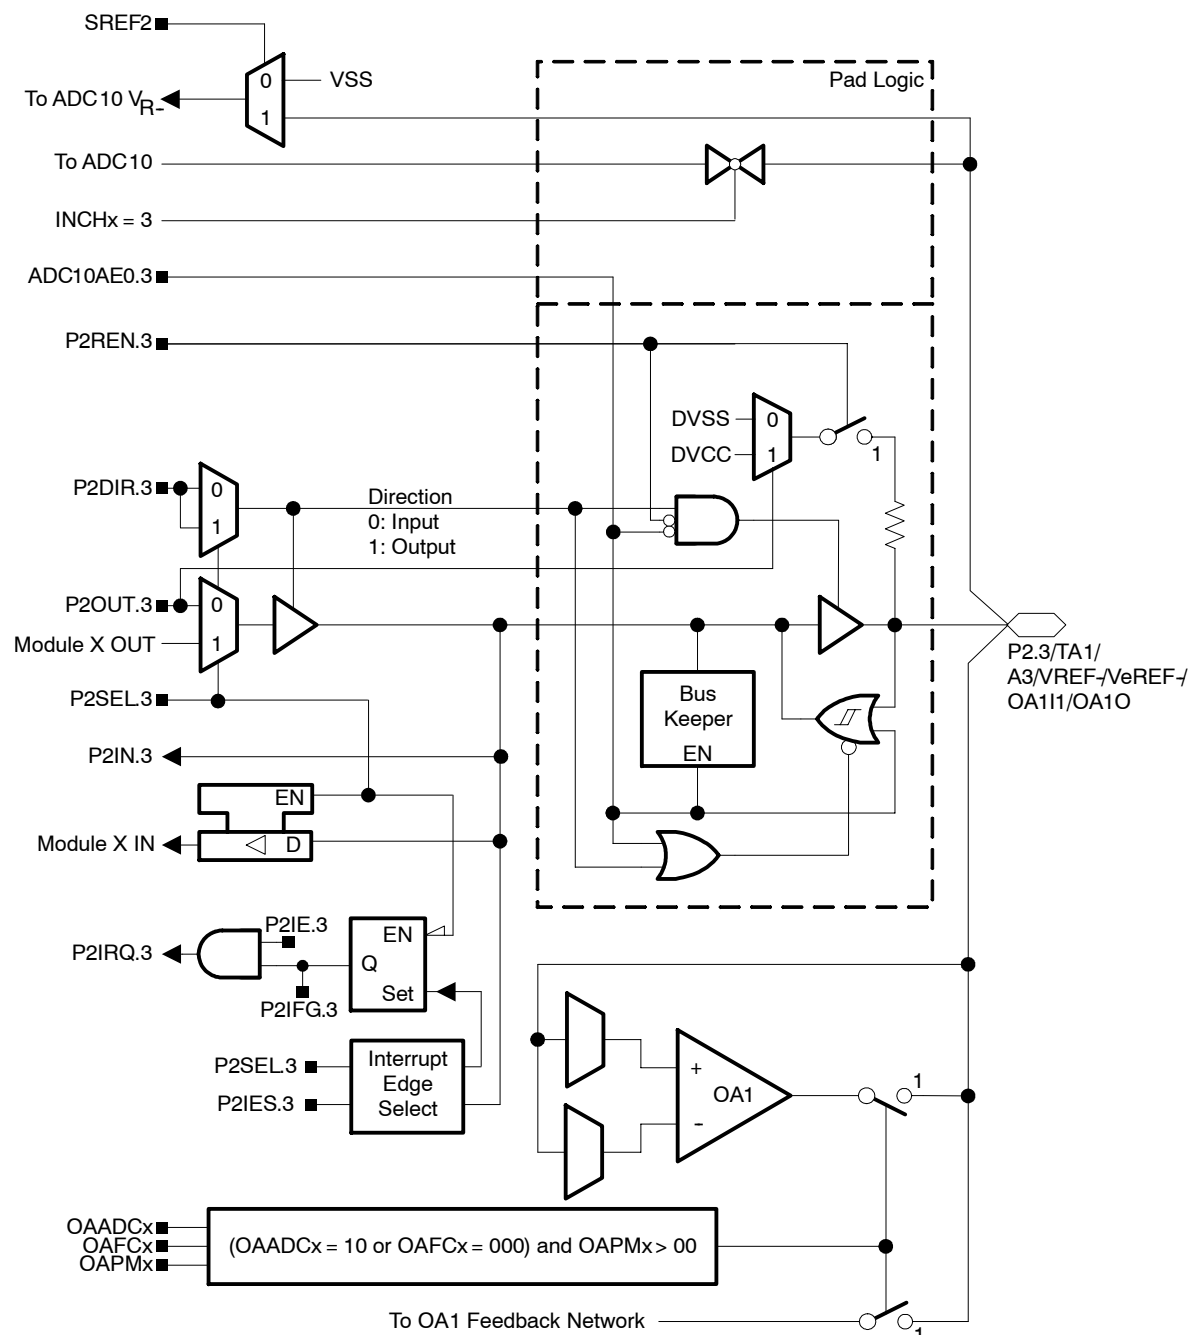 SREF2
0
VSS
To ADC10 VR-
1
Pad Logic
To ADC10
INCHx = 3
ADC10AE0.3
P2REN.3
DVSS
0
DVCC
1
1
P2DIR.3
0
1
Direction
0: Input
1: Output
P2OUT.3
0
Module X OUT
1
P2SEL.3
P2.3/TA1/
A3/VREF-/VeREF-/
OA1I1/OA1O
Bus
Keeper
EN
P2IN.3
EN
Module X IN
D
P2IE.3
P2IRQ.3
EN
Q
Set
P2IFG.3
P2SEL.3
P2IES.3
Interrupt
Edge
Select
+
OA1
-
1
OAADCx
OAFCx
OAPMx
(OAADCx = 10 or OAFCx = 000) and OAPMx > 00
To OA1 Feedback Network
1